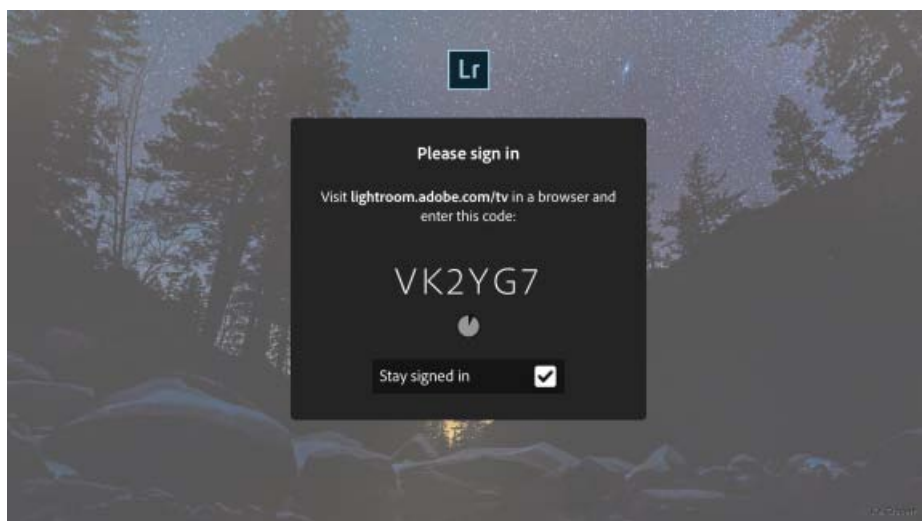 Lr
Please sign in
Visit lightroom.adobe.com/tv in a browser and
enter this code:
VK2YG7
Stay signed in